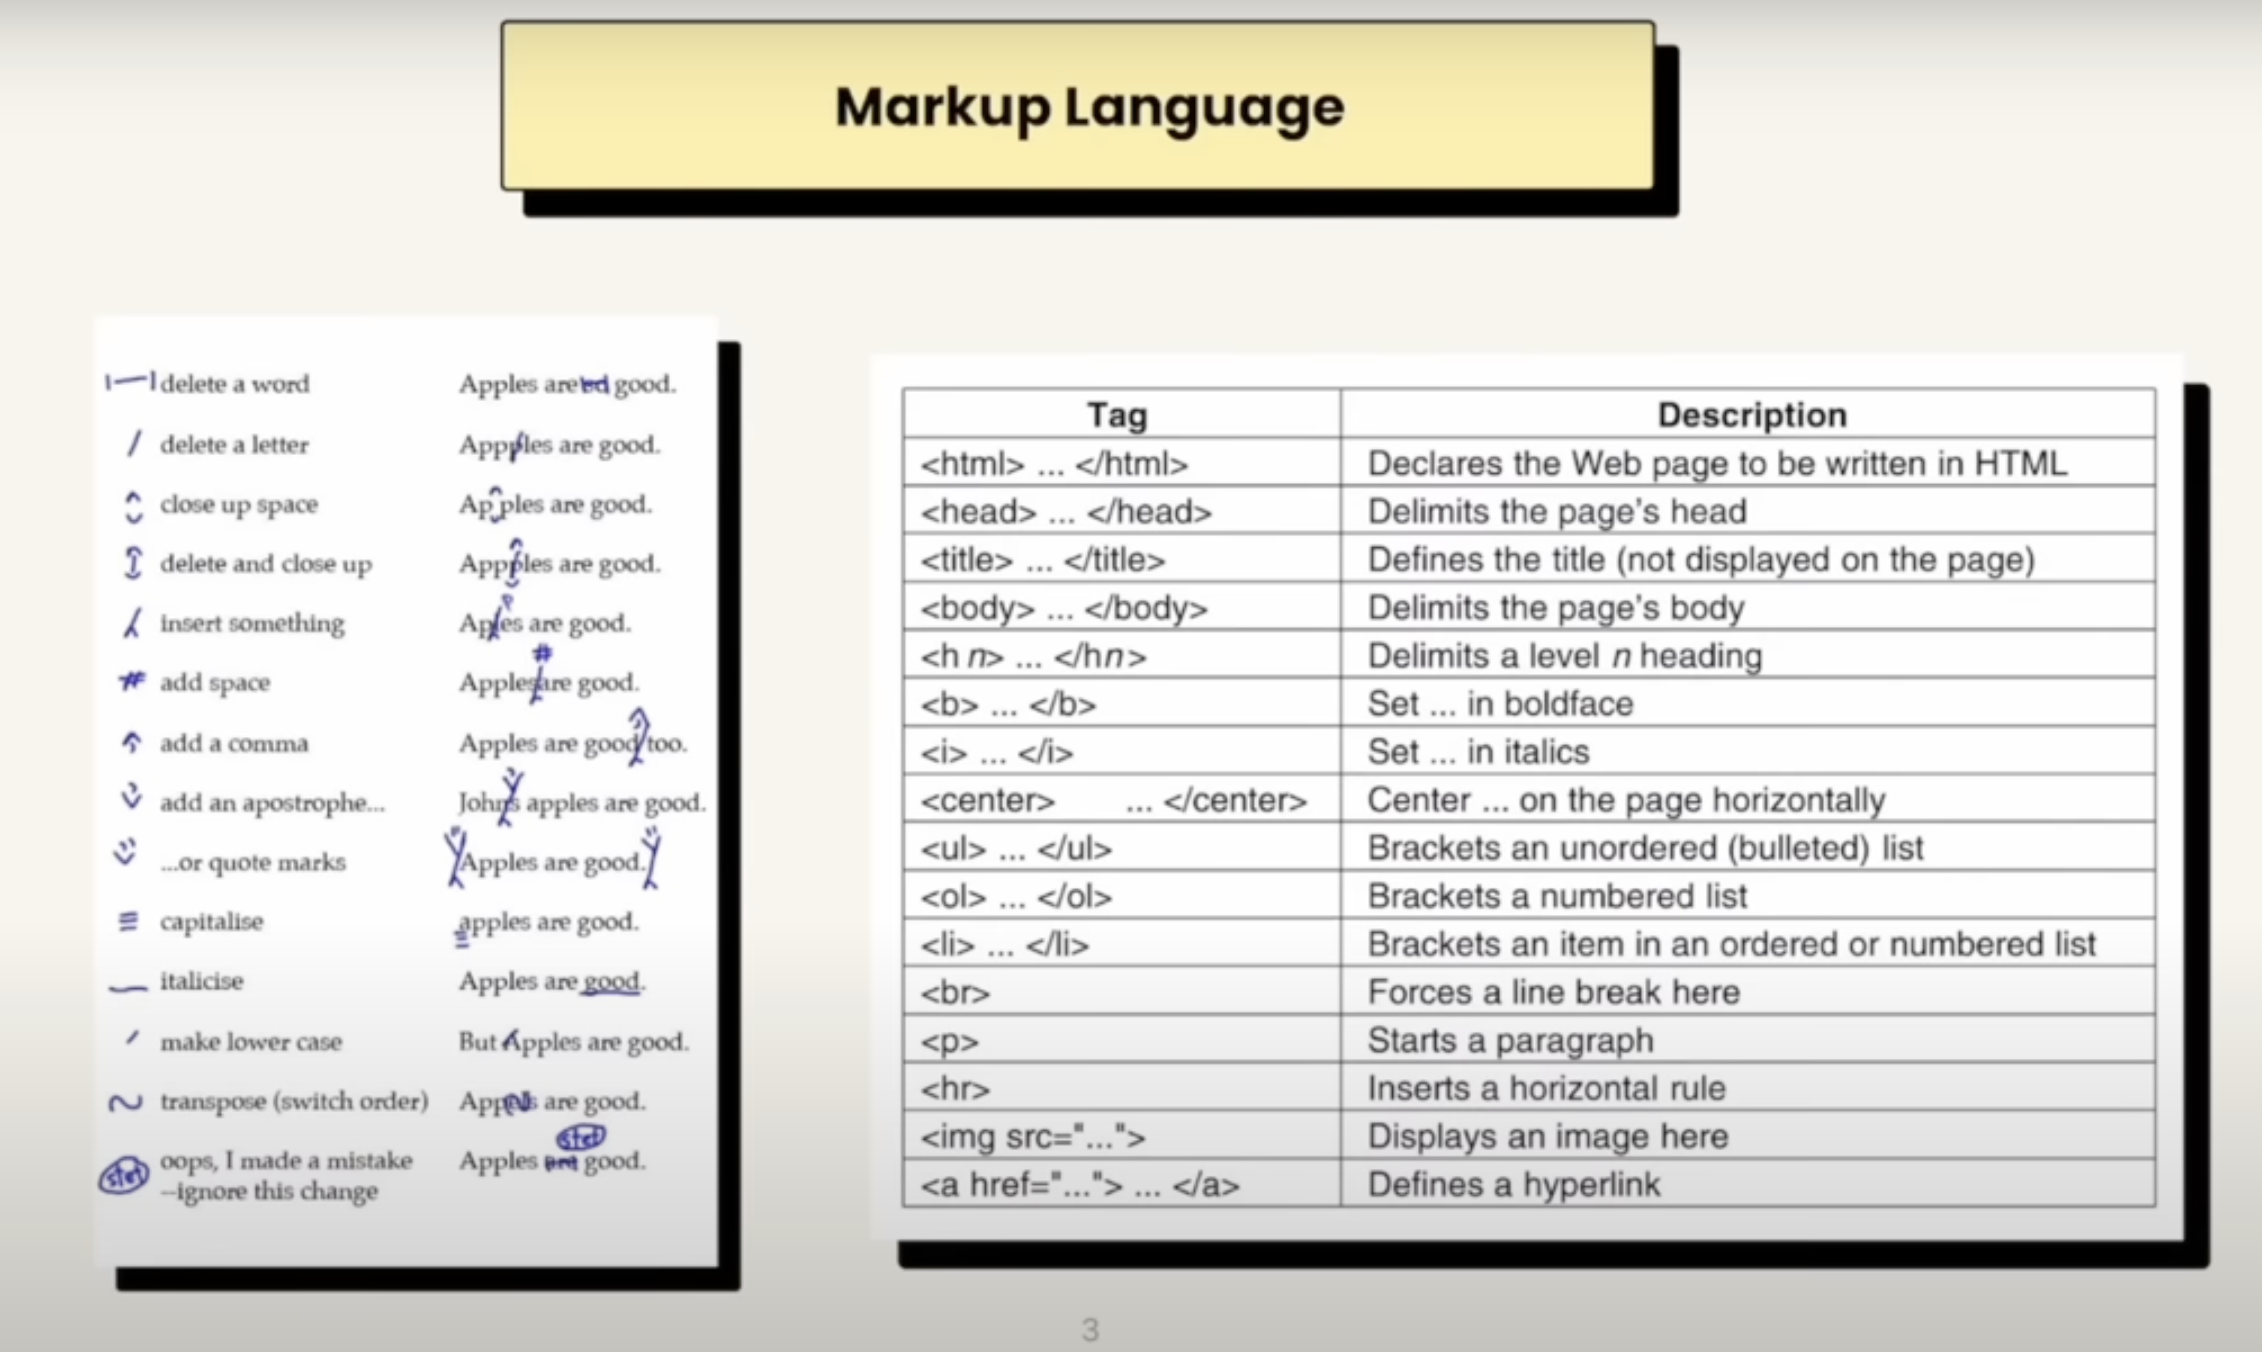 Markup Language
delete a word Apples are good.
delete a letter Appples are good.
close up space Ap ples are good.
delete and close up Appples are good.
insert something Aples are good.
p
# add space Applesare good.
#
add a comma Apples are good too.
add an apostrophe... Johns apples are good.
...or quote marks Apples are good.
capitalise apples are good.
italicise Apples are good.
make lower case But Apples are good.
transpose (switch order) Appels are good.
stet
stet oops, I made a mistake Apples are good.
–ignore this change
Tag Description
<html> ... </html> Declares the Web page to be written in HTML
<head> ... </head> Delimits the page's head
<title> ... </title> Defines the title (not displayed on the page)
<body> ... </body> Delimits the page's body
<h n> ... </hn> Delimits a level n heading
<b> ... </b> Set ... in boldface
<i> ... </i> Set ... in italics
<center> ... </center> Center ... on the page horizontally
<ul> ... </ul> Brackets an unordered (bulleted) list
<ol> ... </ol> Brackets a numbered list
<li> ... </li> Brackets an item in an ordered or numbered list
<br> Forces a line break here
<p> Starts a paragraph
<hr> Inserts a horizontal rule
<img src="..."> Displays an image here
<a href="..."> ... </a> Defines a hyperlink
3